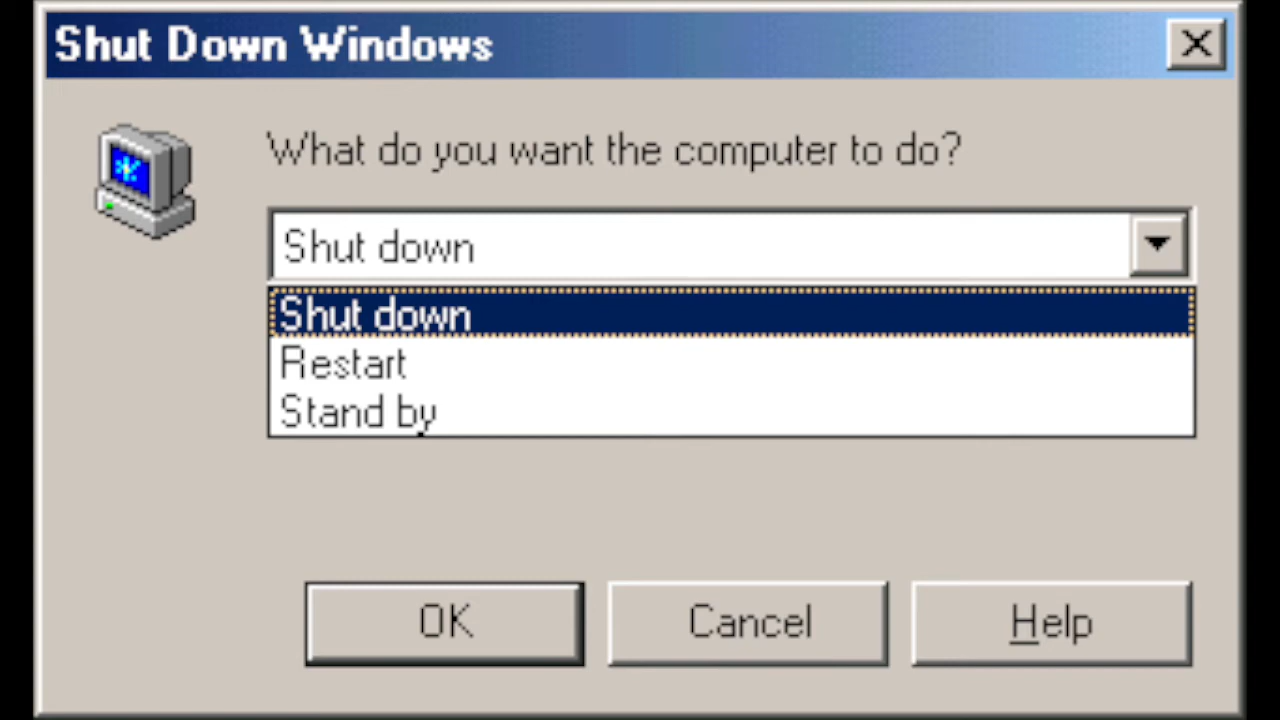 Shut Down Windows
What do you want the computer to do?
Shut down
Shut down
Restart
Stand by
OK Cancel Help